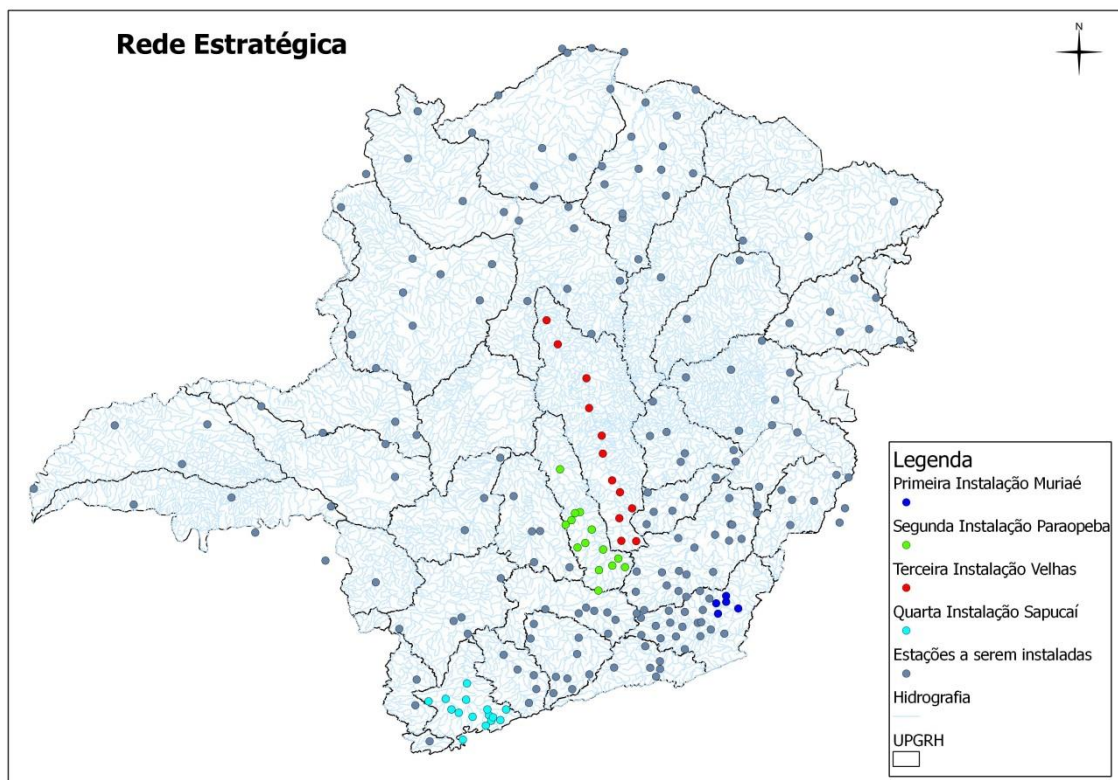 Rede Estratégica
N
Legenda
Primeira Instalação Muriaé
Segunda Instalação Paraopeba
Terceira Instalação Velhas
Quarta Instalação Sapucaí
Estações a serem instaladas
Hidrografia
UPGRH